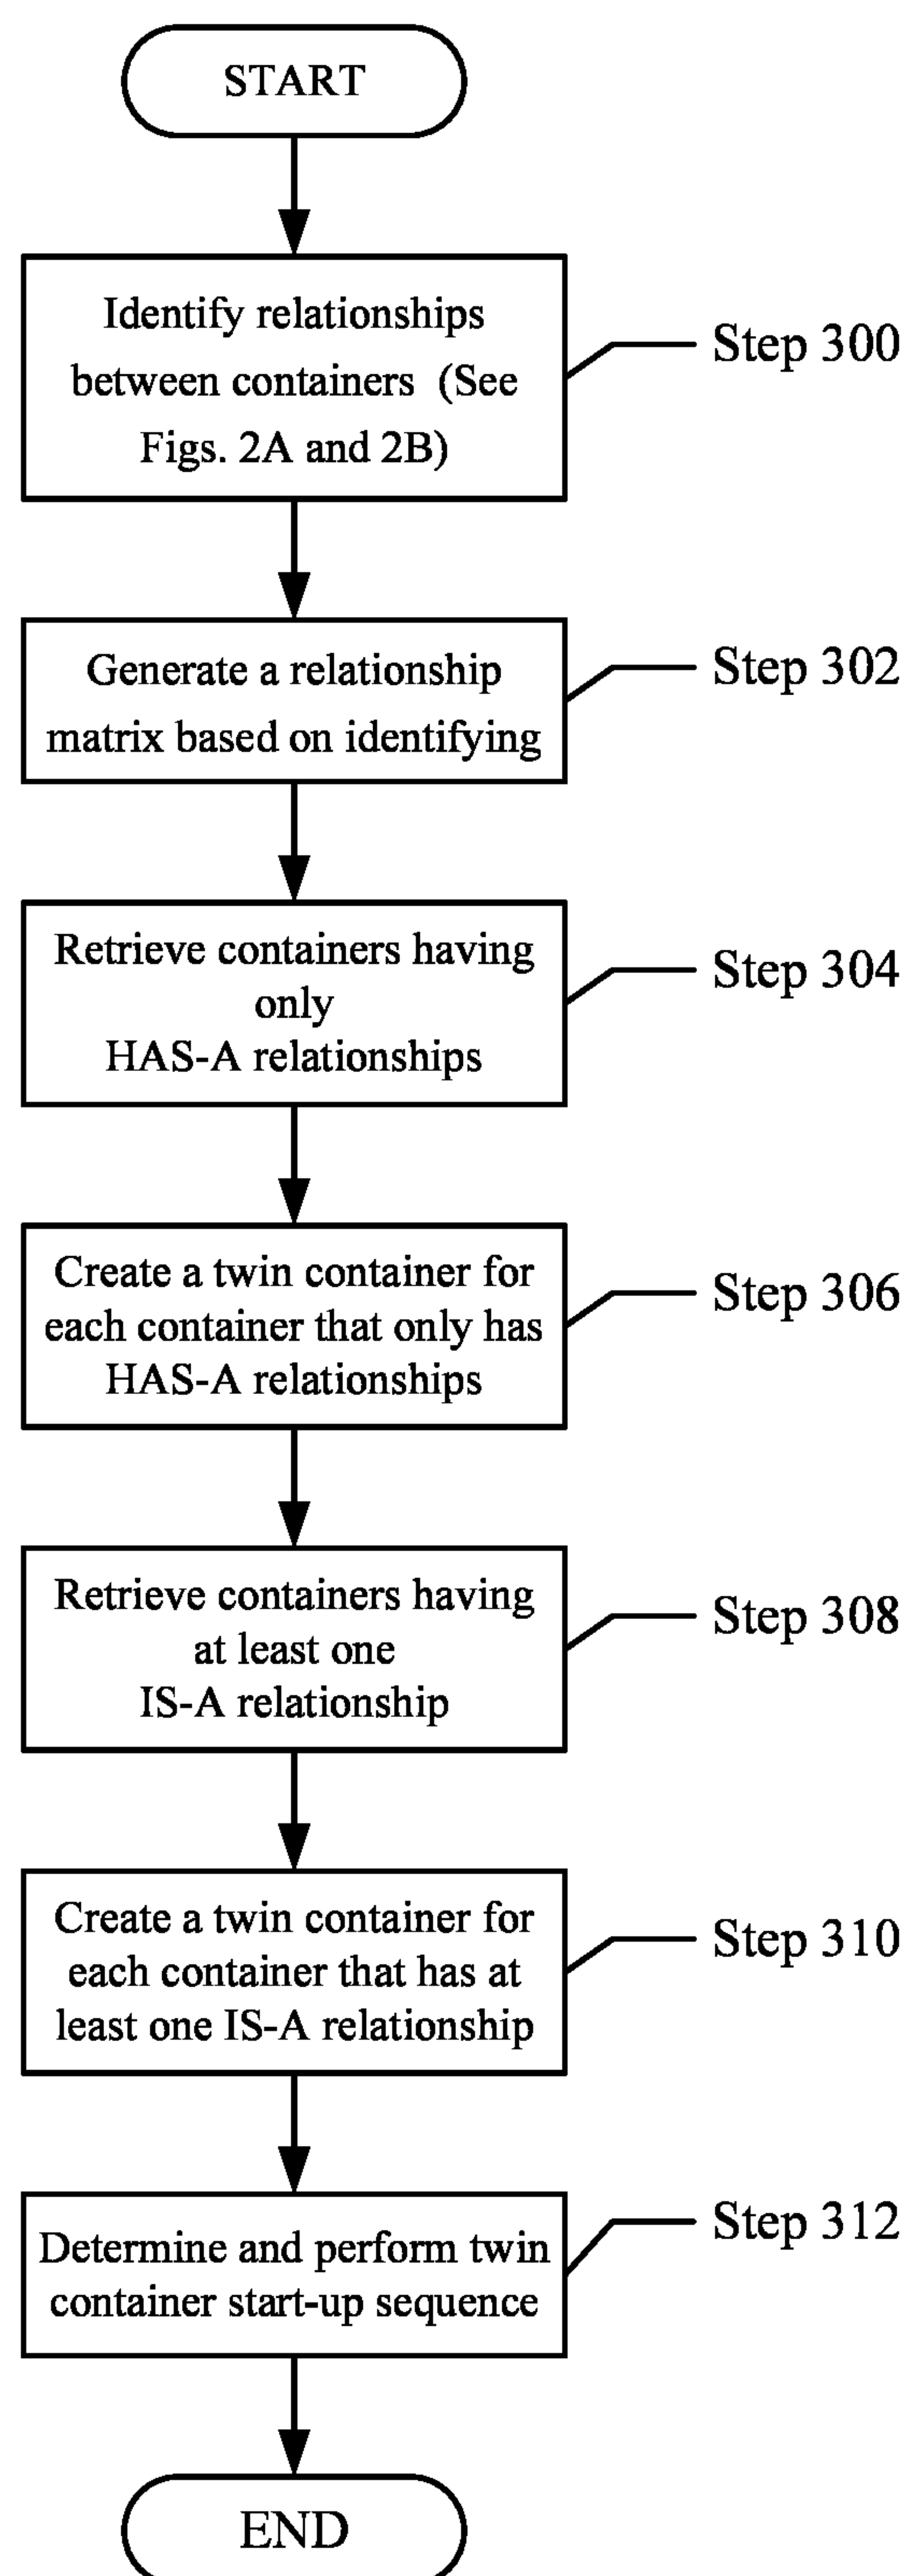 START
Identify relationships
between containers (See
Figs. 2A and 2B)
Step 300
Generate a relationship
matrix based on identifying
Step 302
Retrieve containers having
only
HAS-A relationships
Step 304
Create a twin container for
each container that only has
HAS-A relationships
Step 306
Retrieve containers having
at least one
IS-A relationship
Step 308
Create a twin container for
each container that has at
least one IS-A relationship
Step 310
Determine and perform twin
container start-up sequence
Step 312
END